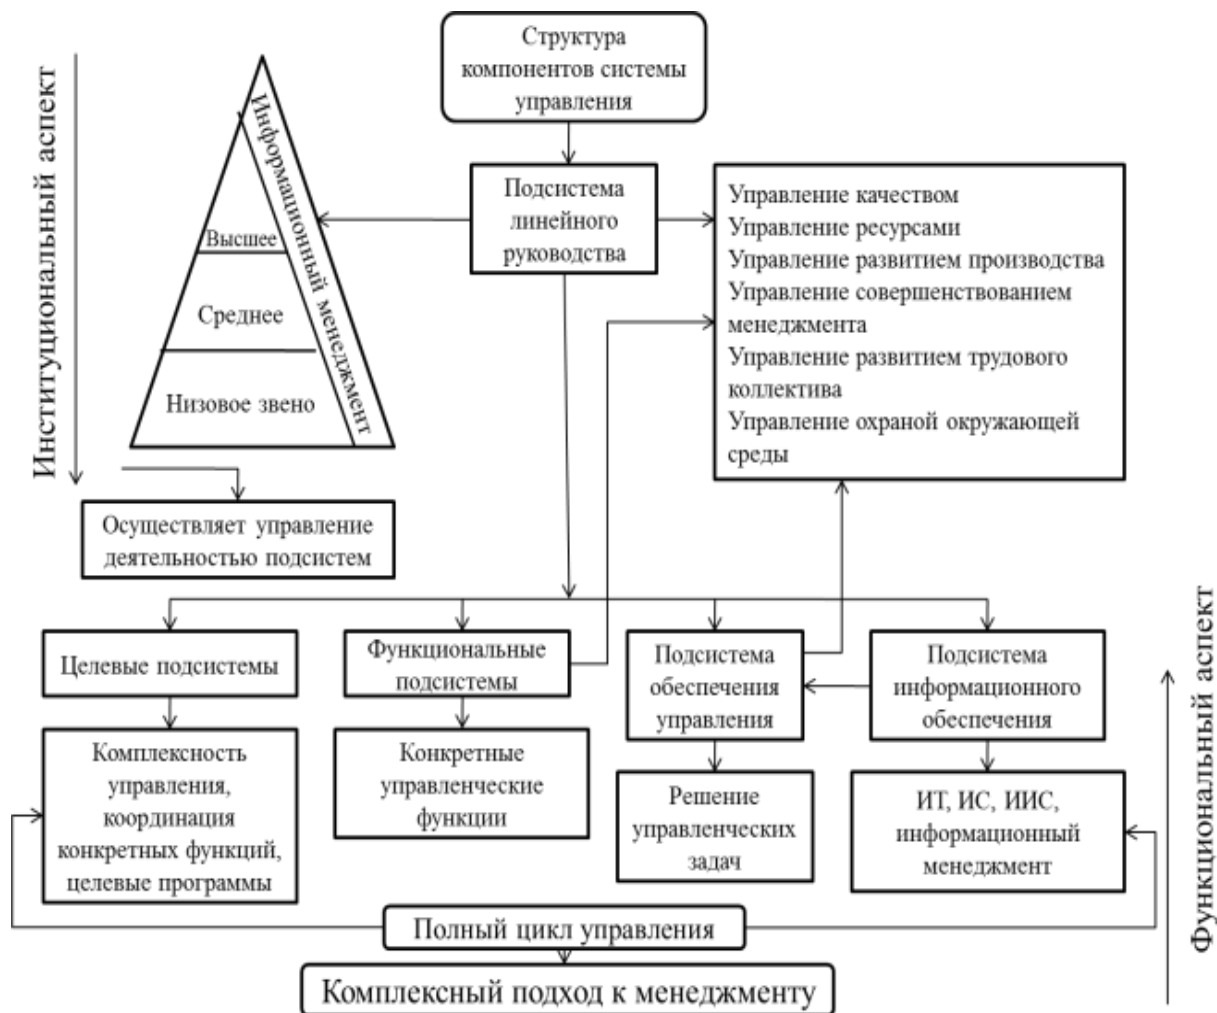 Структура
компонентов системы
управления
Институциональный аспект
Информационный менеджмент
Высшее
Среднее
Низовое звено
Подсистема
линейного
руководства
Управление качеством
Управление ресурсами
Управление развитием производства
Управление совершенствованием
менеджмента
Управление развитием трудового
коллектива
Управление охраной окружающей
среды
Осуществляет управление
деятельностью подсистем
Целевые подсистемы
Функциональные
подсистемы
Подсистема
обеспечения
управления
Подсистема
информационного
обеспечения
Функциональный аспект
Комплексность
управления,
координация
конкретных функций,
целевые программы
Конкретные
управленческие
функции
Решение
управленческих
задач
ИТ, ИС, ИИС,
информационный
менеджмент
Полный цикл управления
Комплексный подход к менеджменту